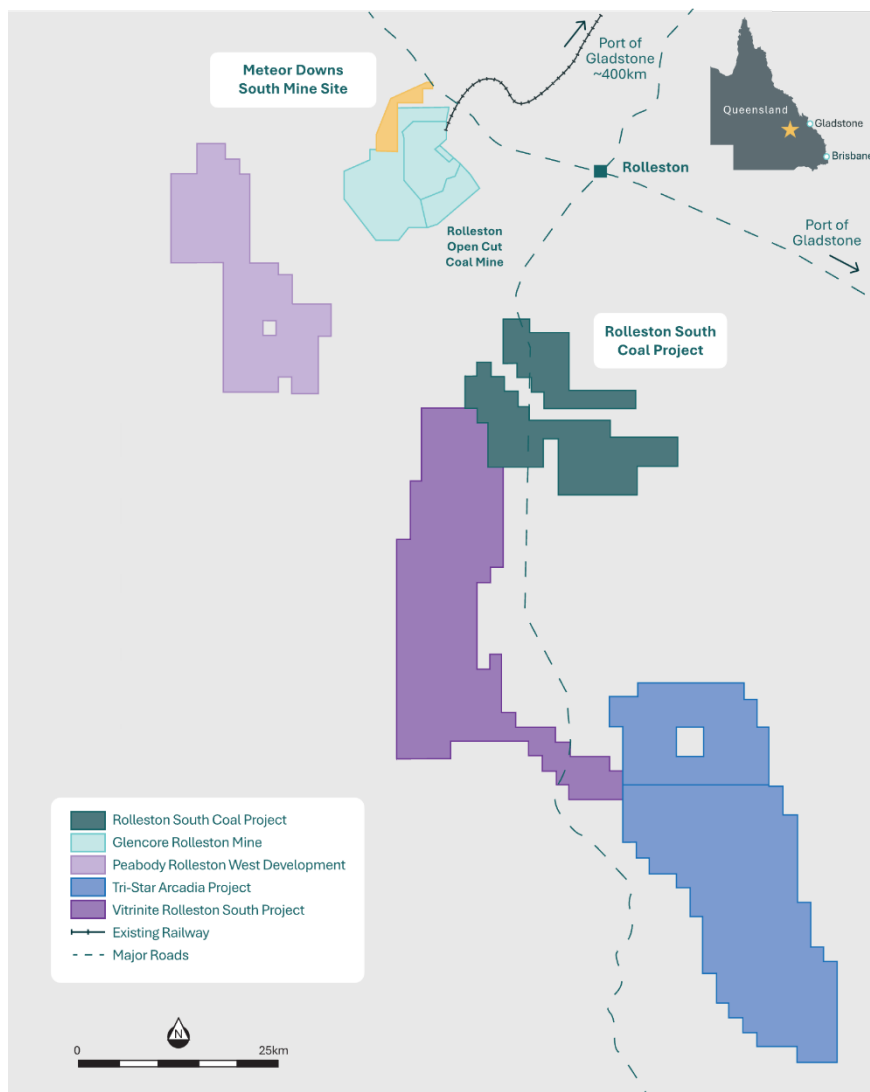 Meteor Downs
South Mine Site
Port of
Gladstone
~400km
Queensland
Gladstone
Brisbane
Rolleston
Port of
Gladstone
Rolleston
Open Cut
Coal Mine
Rolleston South
Coal Project
Rolleston South Coal Project
Glencore Rolleston Mine
Peabody Rolleston West Development
Tri-Star Arcadia Project
Vitrinite Rolleston South Project
Existing Railway
Major Roads
N
0
25km